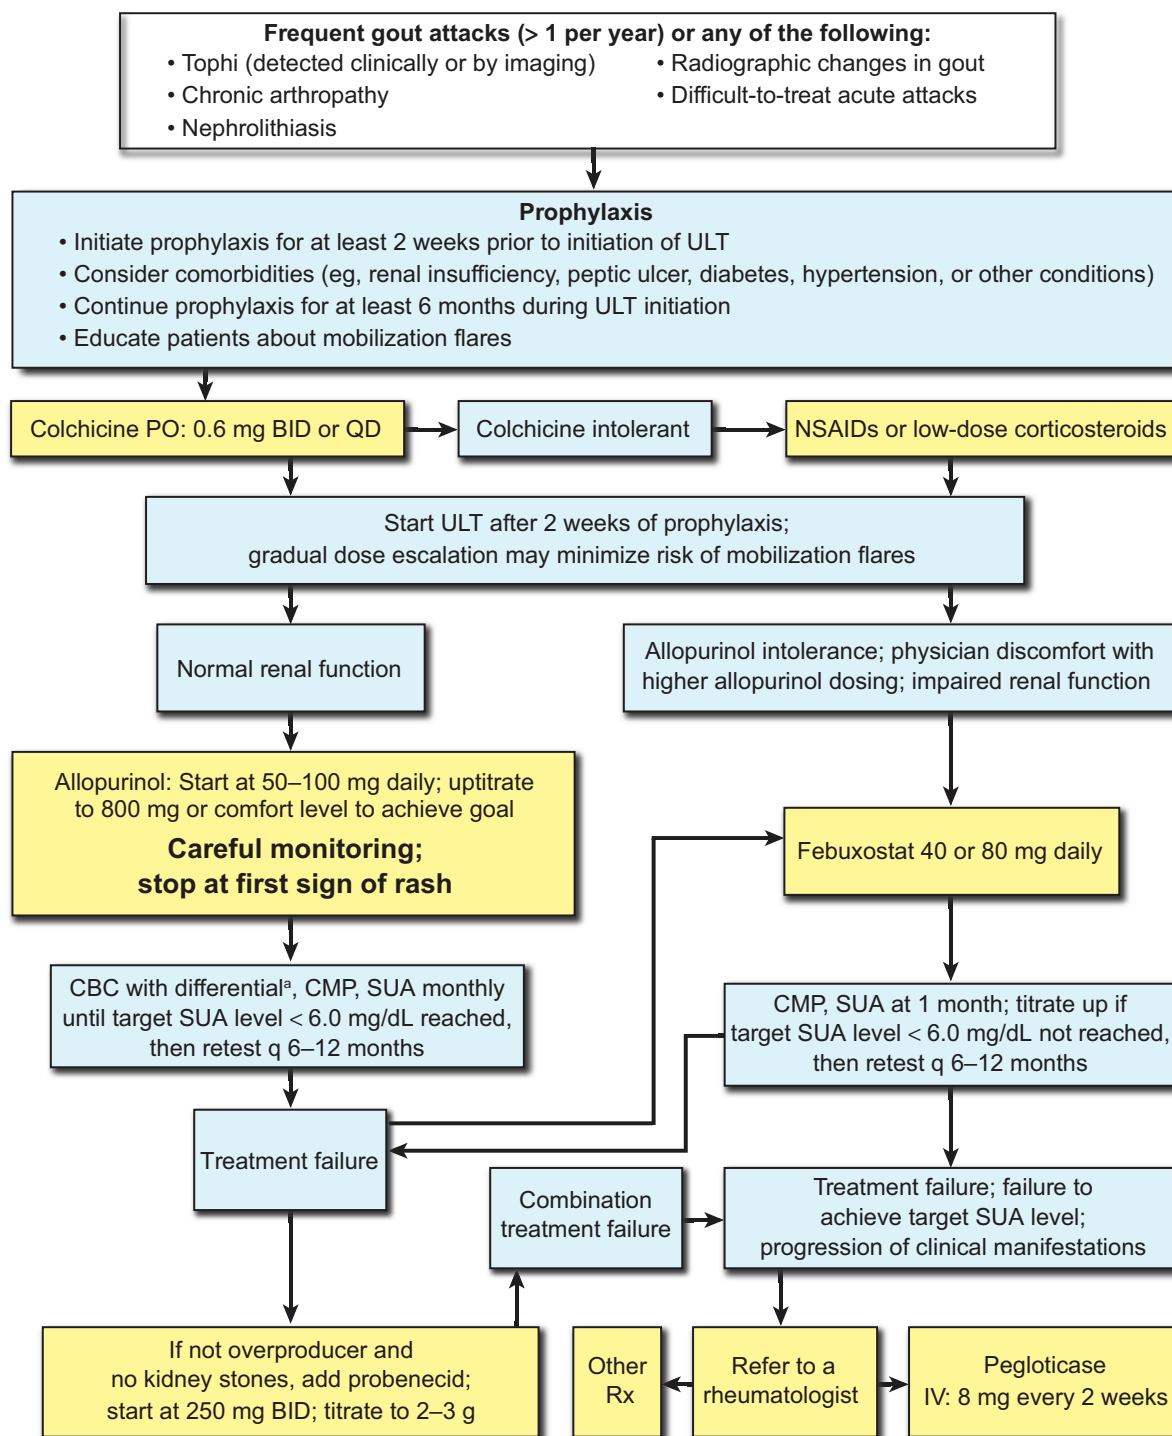 Frequent gout attacks (> 1 per year) or any of the following:
• Tophi (detected clinically or by imaging)
• Chronic arthropathy
• Nephrolithiasis
• Radiographic changes in gout
• Difficult-to-treat acute attacks
Prophylaxis
• Initiate prophylaxis for at least 2 weeks prior to initiation of ULT
• Consider comorbidities (eg, renal insufficiency, peptic ulcer, diabetes, hypertension, or other conditions)
• Continue prophylaxis for at least 6 months during ULT initiation
• Educate patients about mobilization flares
Colchicine PO: 0.6 mg BID or QD
Colchicine intolerant
NSAIDs or low-dose corticosteroids
Start ULT after 2 weeks of prophylaxis;
gradual dose escalation may minimize risk of mobilization flares
Normal renal function
Allopurinol intolerance; physician discomfort with
higher allopurinol dosing; impaired renal function
Allopurinol: Start at 50–100 mg daily; uptitrate
to 800 mg or comfort level to achieve goal
Careful monitoring;
stop at first sign of rash
Febuxostat 40 or 80 mg daily
CBC with differentialᵃ, CMP, SUA monthly
until target SUA level < 6.0 mg/dL reached,
then retest q 6–12 months
CMP, SUA at 1 month; titrate up if
target SUA level < 6.0 mg/dL not reached,
then retest q 6–12 months
Treatment failure
Combination
treatment failure
Treatment failure; failure to
achieve target SUA level;
progression of clinical manifestations
If not overproducer and
no kidney stones, add probenecid;
start at 250 mg BID; titrate to 2–3 g
Other
Rx
Refer to a
rheumatologist
Pegloticase
IV: 8 mg every 2 weeks